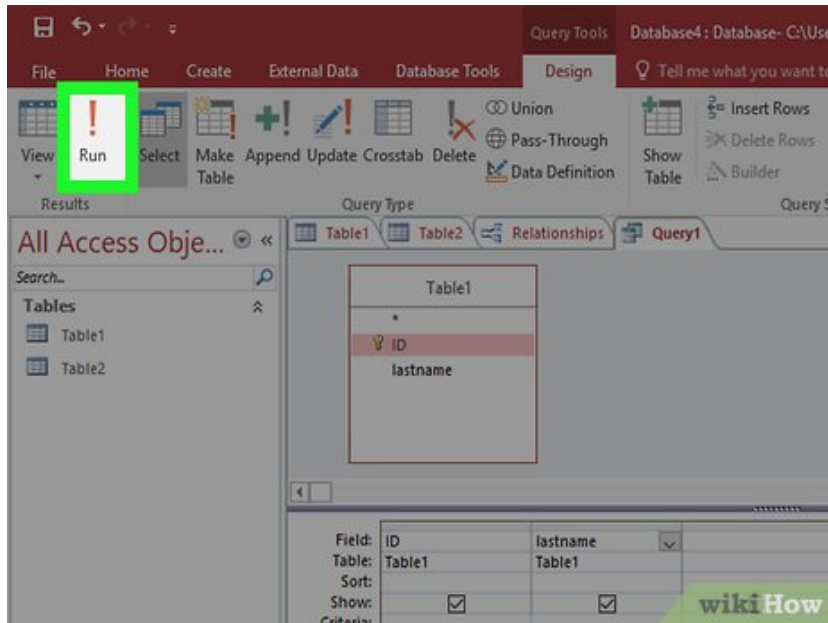 Query Tools
Database4 : Database- C:\Use
File Home Create External Data Database Tools Design Tell me what you want to
View Run Select Make Table Append Update Crosstab Delete
Union
Pass-Through
Data Definition
Show Table
Insert Rows
Delete Rows
Builder
Results
Query Type
Query S
All Access Obje...
Search...
Tables
Table1
Table2
Table1 Table2 Relationships Query1
Table1
*
ID
lastname
Field: ID lastname
Table: Table1 Table1
Sort:
Show:
Criteria:
wikiHow